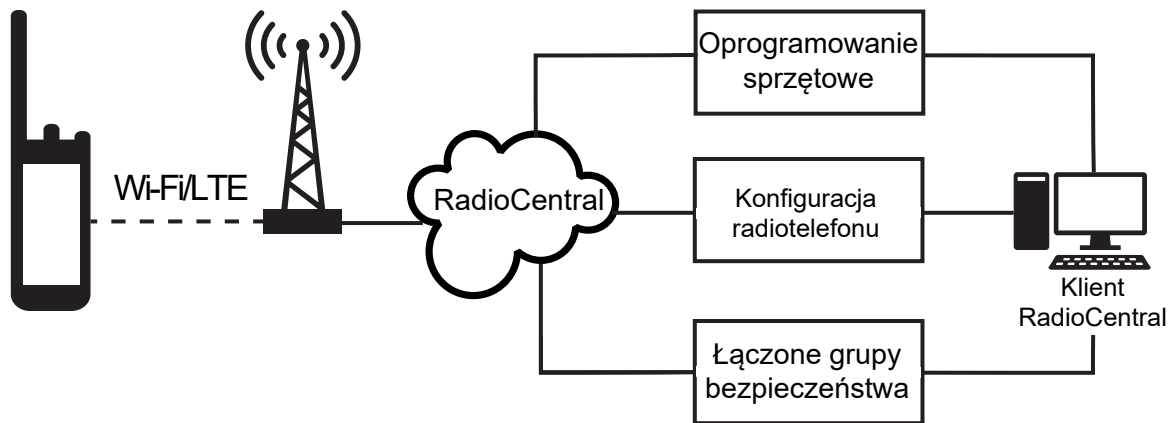 Oprogramowanie
sprzętowe
Wi-Fi/LTE
RadioCentral
Konfiguracja
radiotelefonu
Klient
RadioCentral
Łączone grupy
bezpieczeństwa